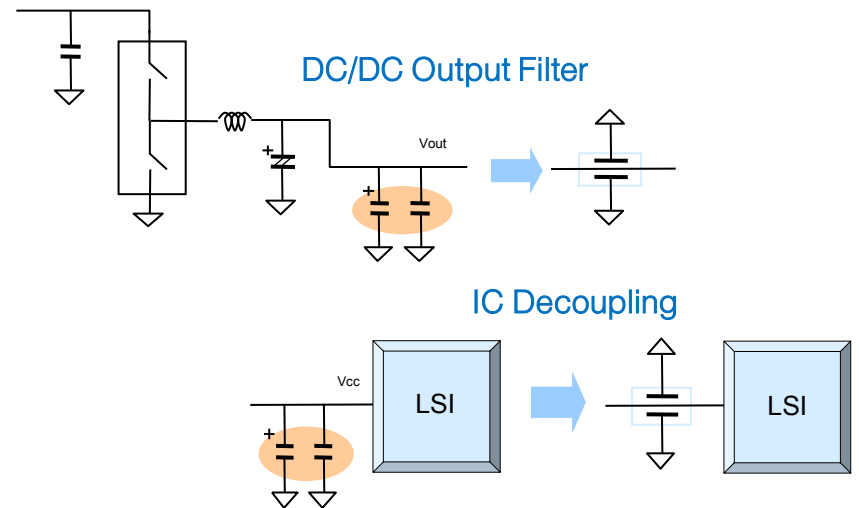 DC/DC Output Filter
+
Vout
+
IC Decoupling
Vcc
LSI
LSI
+